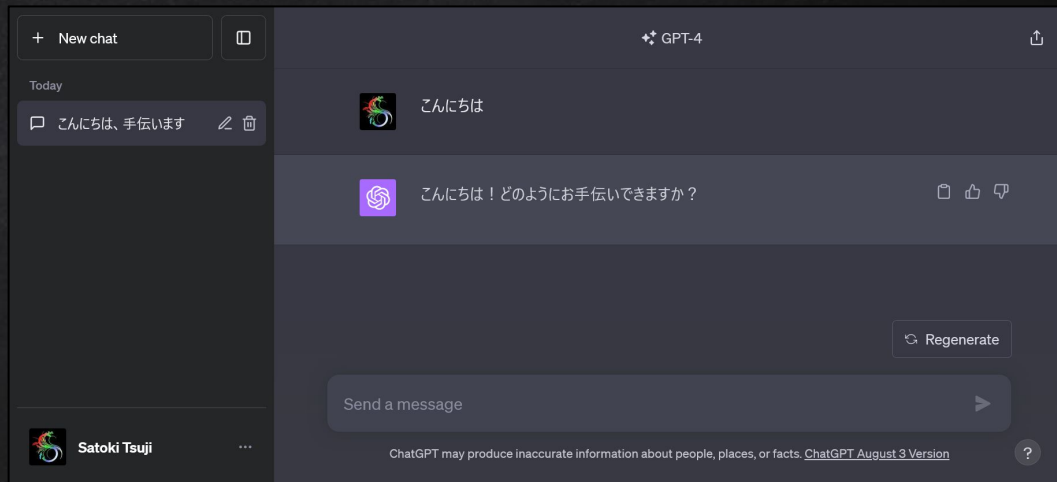 New chat
Today
こんにちは、手伝います
Satoki Tsuji
GPT-4
こんにちは
こんにちは！どのようにお手伝いできますか？
Regenerate
Send a message
ChatGPT may produce inaccurate information about people, places, or facts. ChatGPT August 3 Version
?